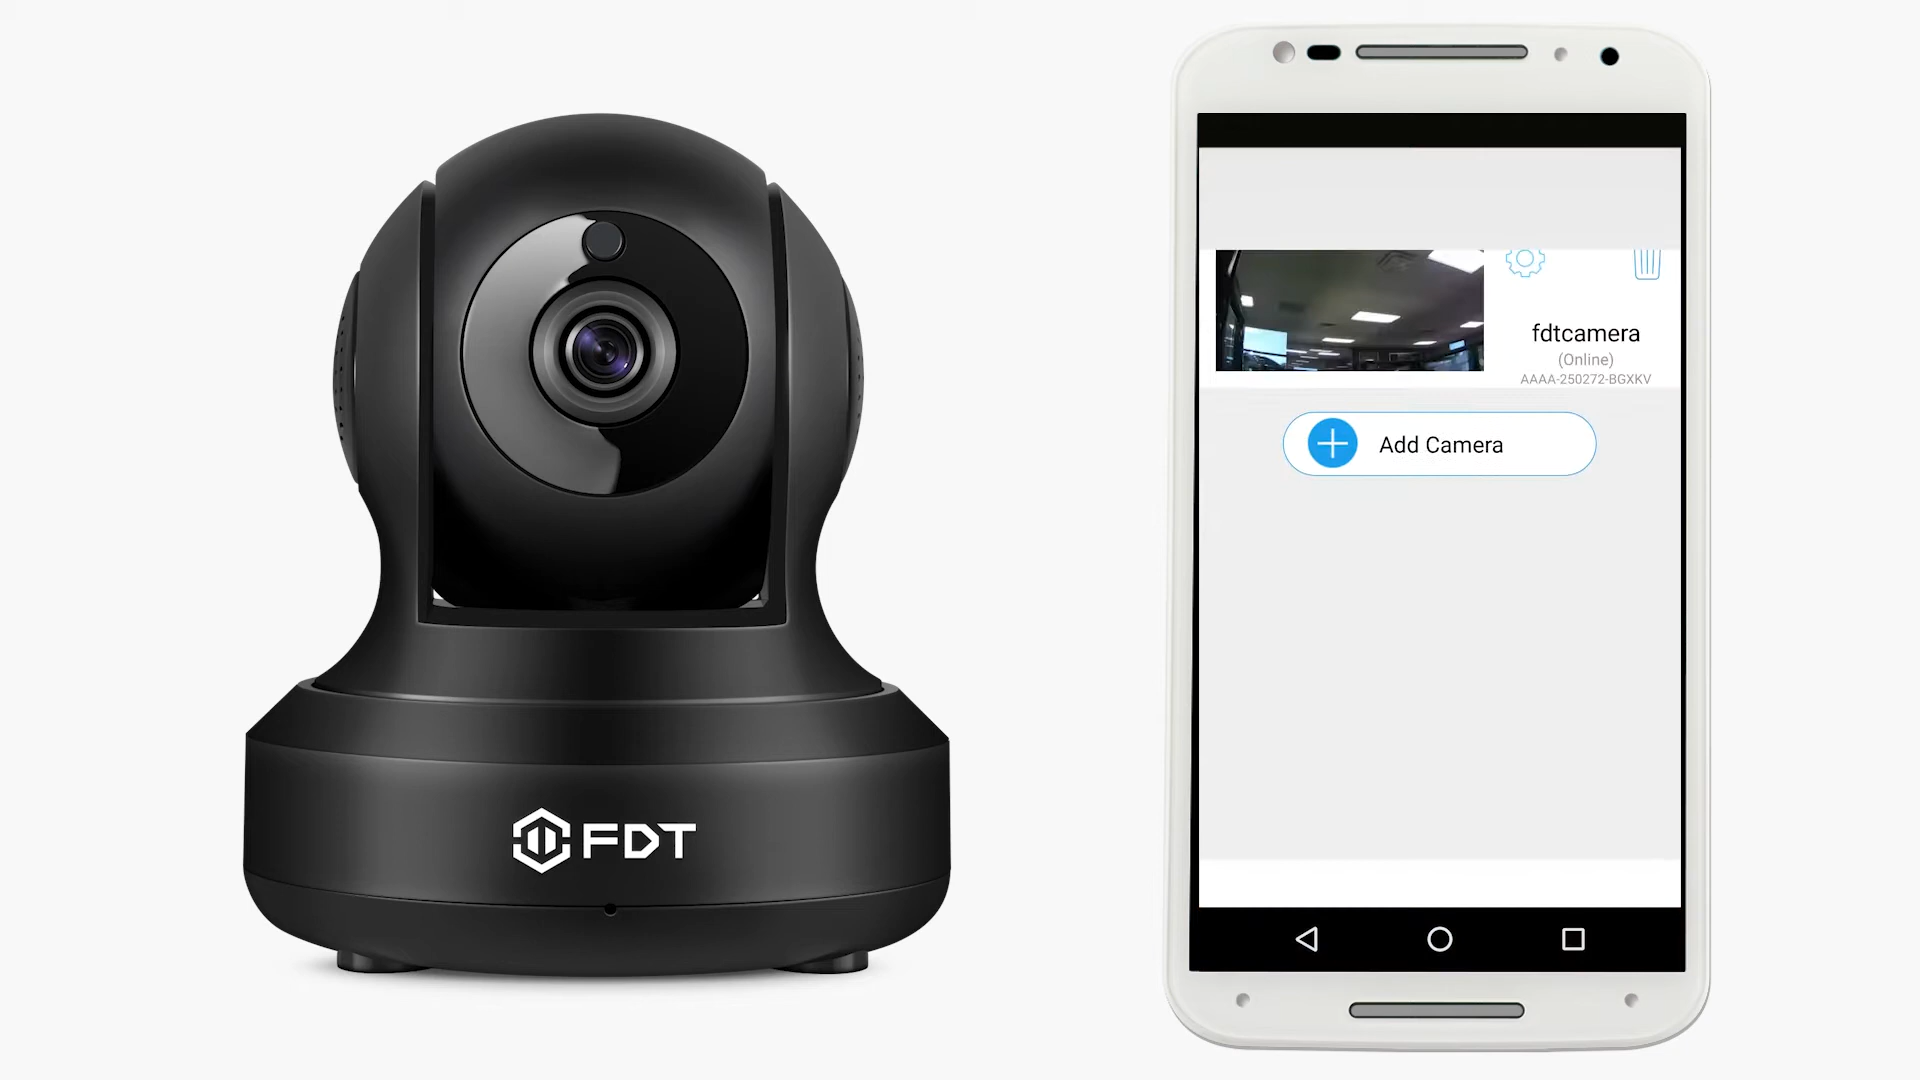 FDT
fdtcamera
(Online)
AAAA-250272-BGXKV
Add Camera